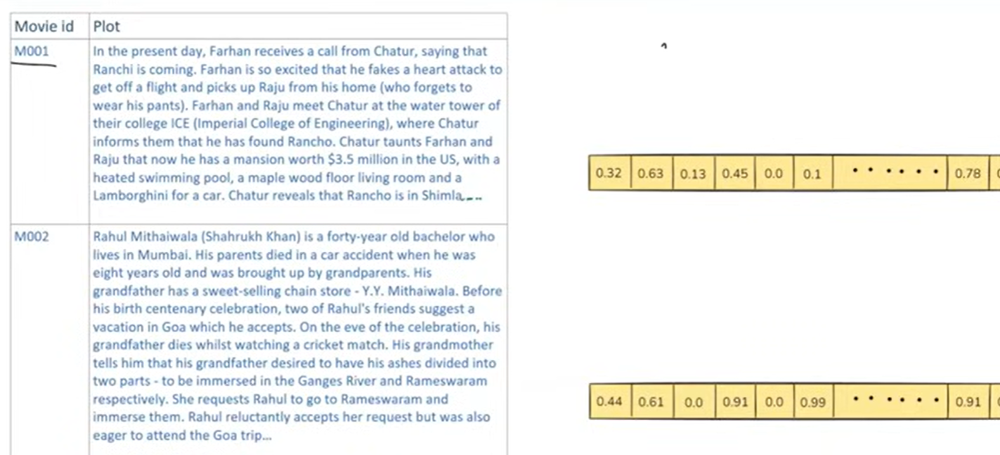 Movie id
Plot
M001
In the present day, Farhan receives a call from Chatur, saying that
Ranchi is coming. Farhan is so excited that he fakes a heart attack to
get off a flight and picks up Raju from his home (who forgets to
wear his pants). Farhan and Raju meet Chatur at the water tower of
their college ICE (Imperial College of Engineering), where Chatur
informs them that he has found Rancho. Chatur taunts Farhan and
Raju that now he has a mansion worth $3.5 million in the US, with a
heated swimming pool, a maple wood floor living room and a
Lamborghini for a car. Chatur reveals that Rancho is in Shimla
0.32 0.63 0.13 0.45 0.0 0.1 ...... 0.78
M002
Rahul Mithaiwala (Shahrukh Khan) is a forty-year old bachelor who
lives in Mumbai. His parents died in a car accident when he was
eight years old and was brought up by grandparents. His
grandfather has a sweet-selling chain store - Y.Y. Mithaiwala. Before
his birth centenary celebration, two of Rahul's friends suggest a
vacation in Goa which he accepts. On the eve of the celebration, his
grandfather dies whilst watching a cricket match. His grandmother
tells him that his grandfather desired to have his ashes divided into
two parts - to be immersed in the Ganges River and Rameswaram
respectively. She requests Rahul to go to Rameswaram and
immerse them. Rahul reluctantly accepts her request but was also
eager to attend the Goa trip...
0.44 0.61 0.0 0.91 0.0 0.99 ...... 0.91